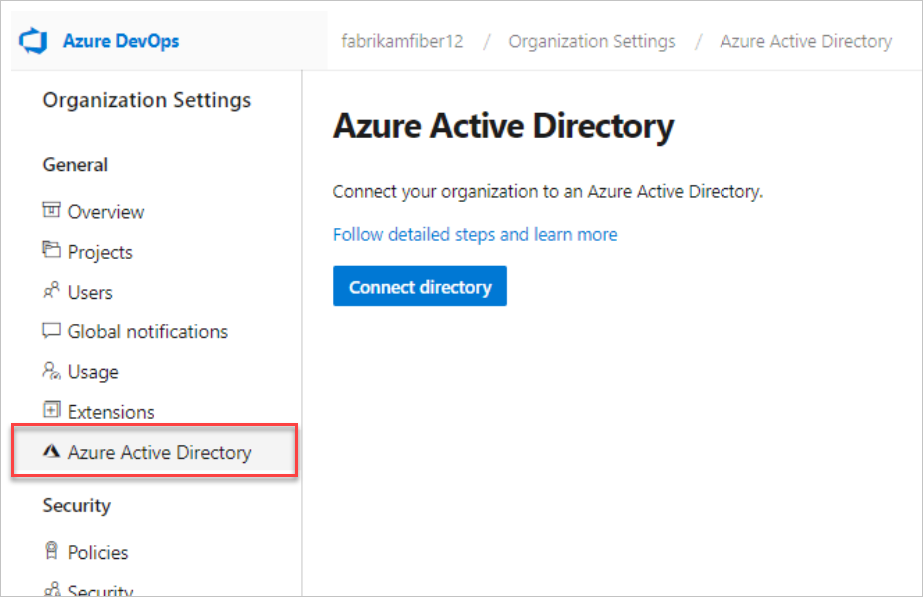 Azure DevOps
fabrikamfiber12 / Organization Settings / Azure Active Directory
Organization Settings
General
Overview
Projects
Users
Global notifications
Usage
Extensions
Azure Active Directory
Security
Policies
Security
Azure Active Directory
Connect your organization to an Azure Active Directory.
Follow detailed steps and learn more
Connect directory